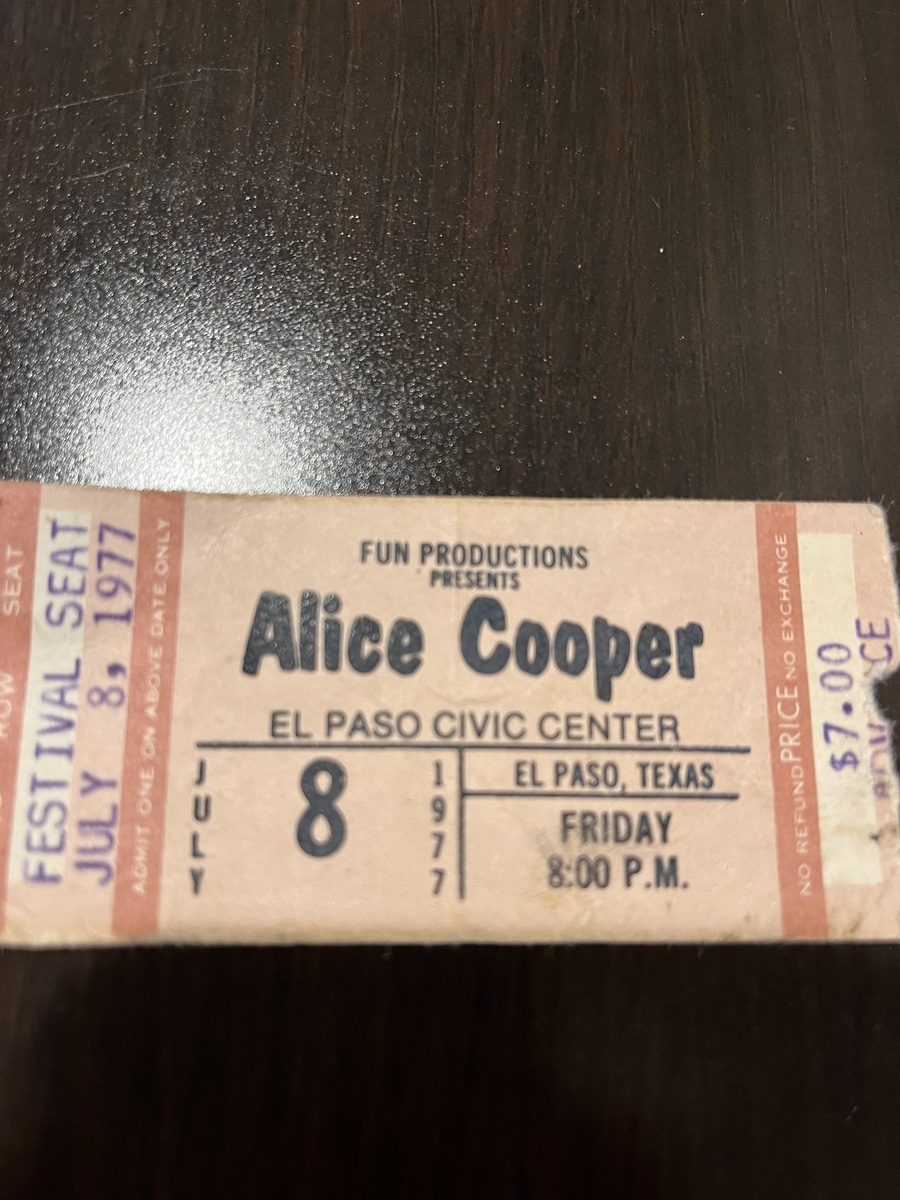 ROW SEAT
FESTIVAL SEAT
JULY 8, 1977
ADMIT ONE ON ABOVE DATE ONLY
FUN PRODUCTIONS
PRESENTS
Alice Cooper
EL PASO CIVIC CENTER
JULY
8
1977
EL PASO, TEXAS
FRIDAY
8:00 P.M.
NO REFUND PRICE NO EXCHANGE
$7.00